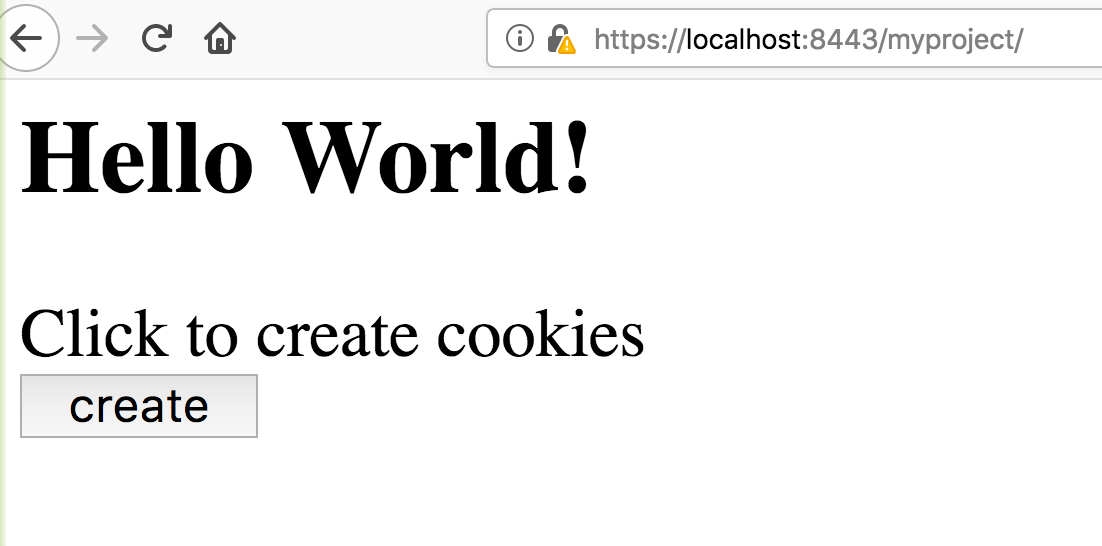 https://localhost:8443/myproject/
Hello World!
Click to create cookies
create